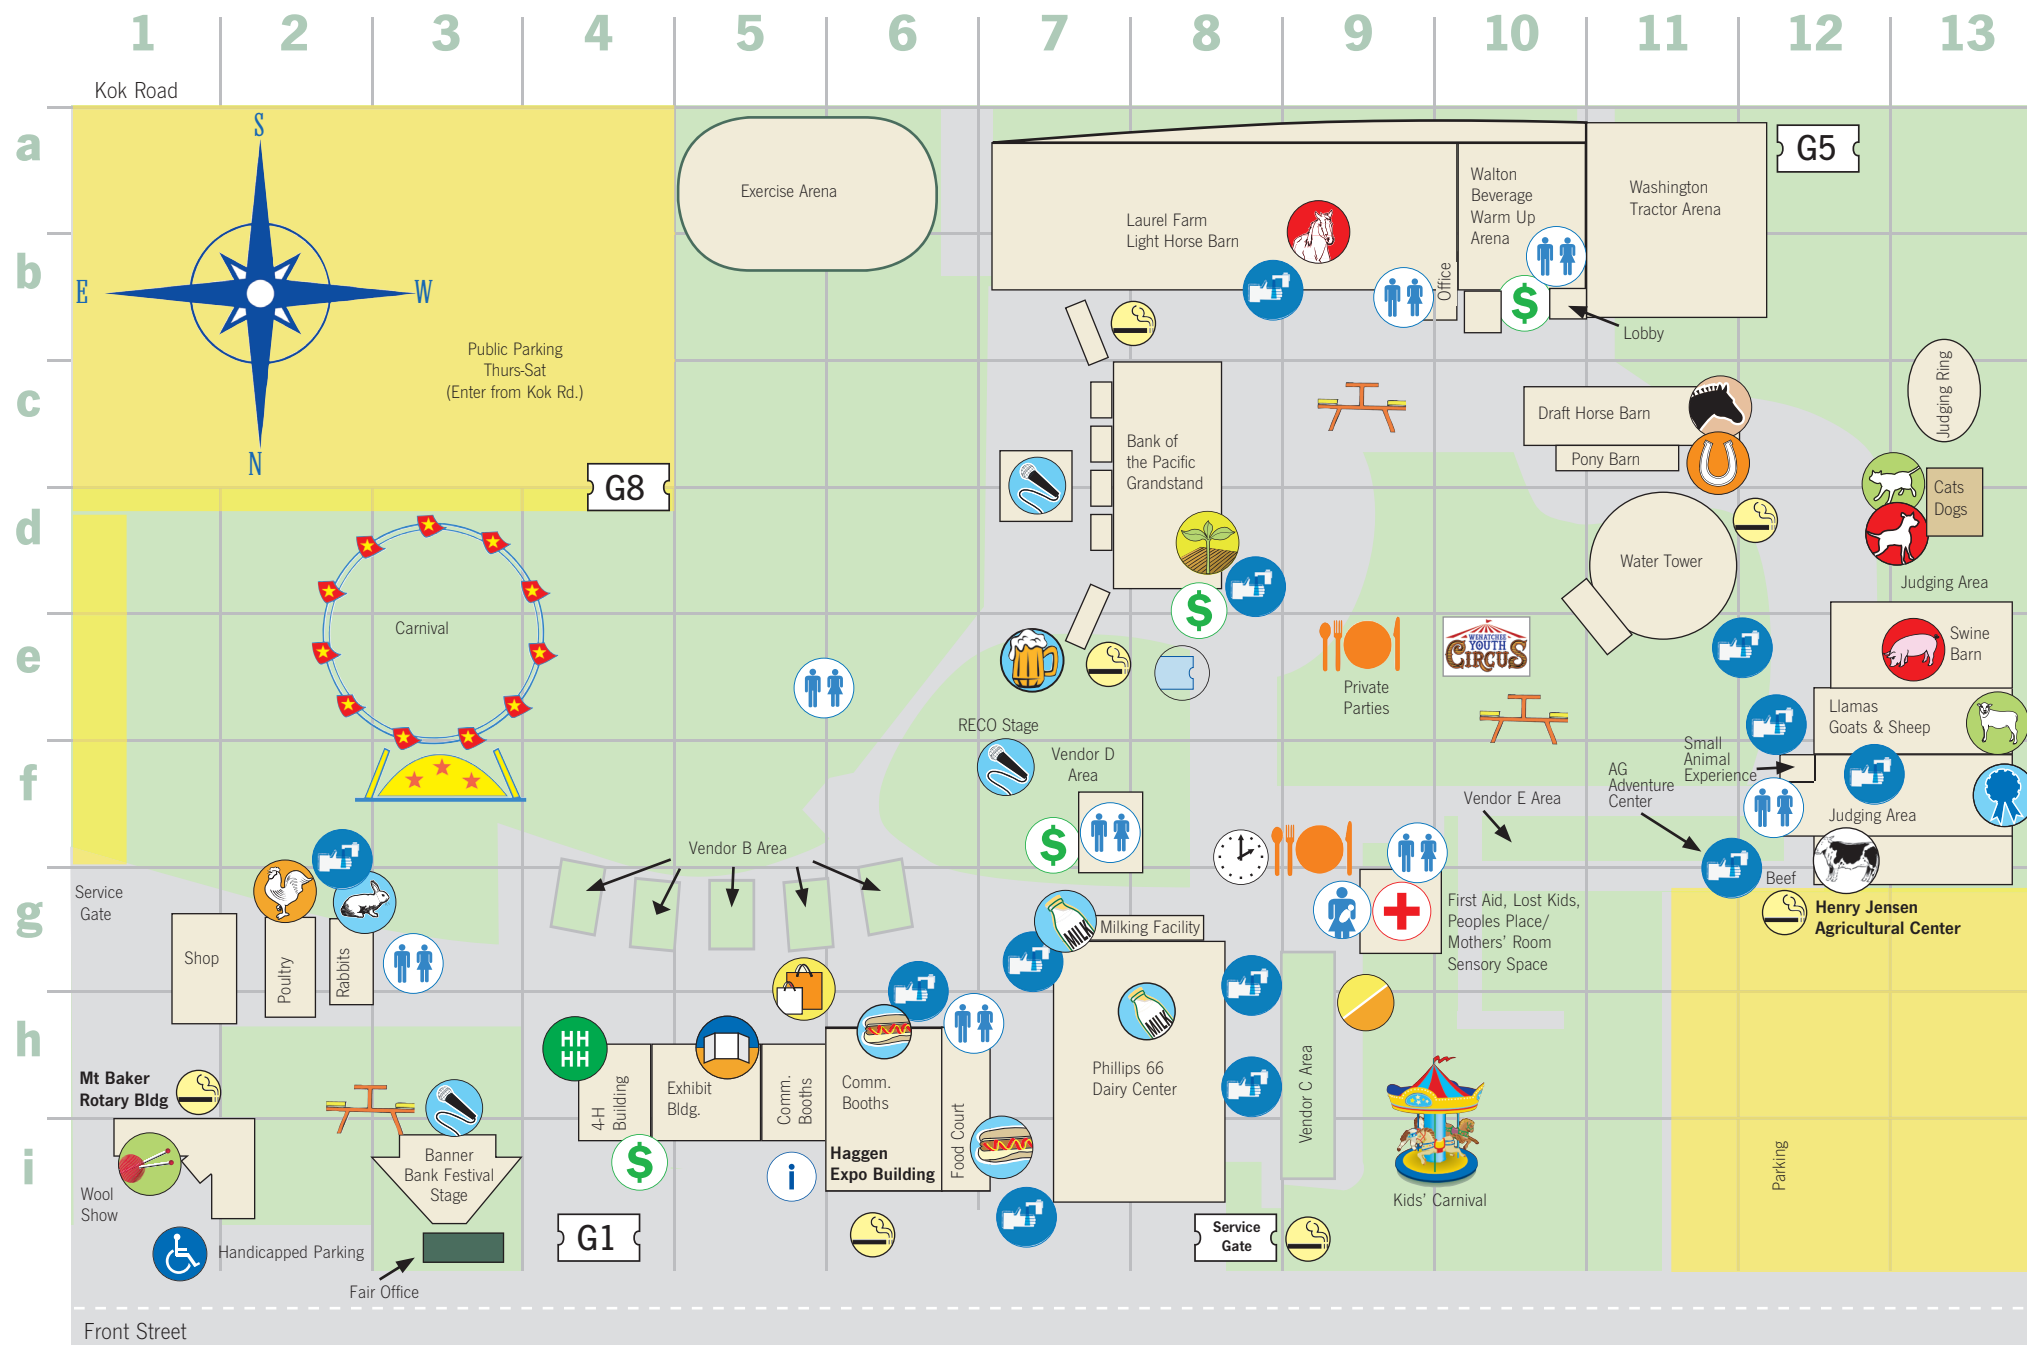 1 2 3 4 5 6 7 8 9 10 11 12 13
Kok Road
a
b
c
d
e
f
g
h
i
S
E
W
N
Public Parking
Thurs-Sat
(Enter from Kok Rd.)
G8
Exercise Arena
Laurel Farm
Light Horse Barn
Office
Walton
Beverage
Warm Up
Arena
$
Lobby
Washington
Tractor Arena
G5
Judging Ring
Draft Horse Barn
Pony Barn
Bank of
the Pacific
Grandstand
$
Cats
Dogs
Judging Area
Water Tower
Carnival
Swine
Barn
WENATCHEE
YOUTH
CIRCUS
Private
Parties
Llamas
Goats & Sheep
Small
Animal
Experience
AG
Adventure
Center
Judging Area
Beef
Henry Jensen
Agricultural Center
RECO Stage
Vendor D
Area
$
Vendor E Area
Vendor B Area
Service
Gate
Shop
Poultry
Rabbits
First Aid, Lost Kids,
Peoples Place/
Mothers' Room
Sensory Space
MILK
Milking Facility
MILK
Phillips 66
Dairy Center
Vendor C Area
Kids' Carnival
Parking
HH
HH
4-H
Building
Exhibit
Bldg.
Comm.
Booths
Comm.
Booths
Haggen
Expo Building
Food Court
$
i
Mt Baker
Rotary Bldg
Wool
Show
Banner
Bank Festival
Stage
Handicapped Parking
Fair Office
G1
Service
Gate
Front Street